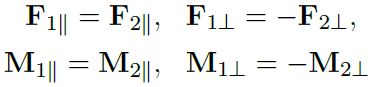 F₁∥ = F₂∥, F₁⊥ = −F₂⊥,
M₁∥ = M₂∥, M₁⊥ = −M₂⊥